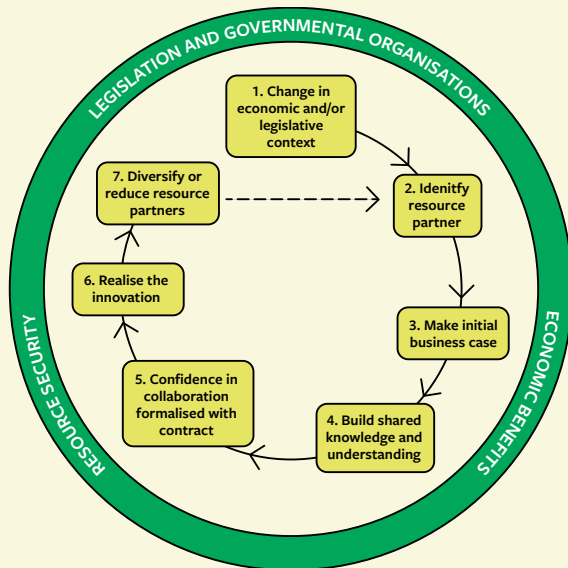 LEGISLATION AND GOVERNMENTAL ORGANISATIONS
1. Change in
economic and/or
legislative
context
7. Diversify or
reduce resource
partners
2. Idenitfy
resource
partner
6. Realise the
innovation
3. Make initial
business case
5. Confidence in
collaboration
formalised with
contract
4. Build shared
knowledge and
understanding
RESOURCE SECURITY
ECONOMIC BENEFITS